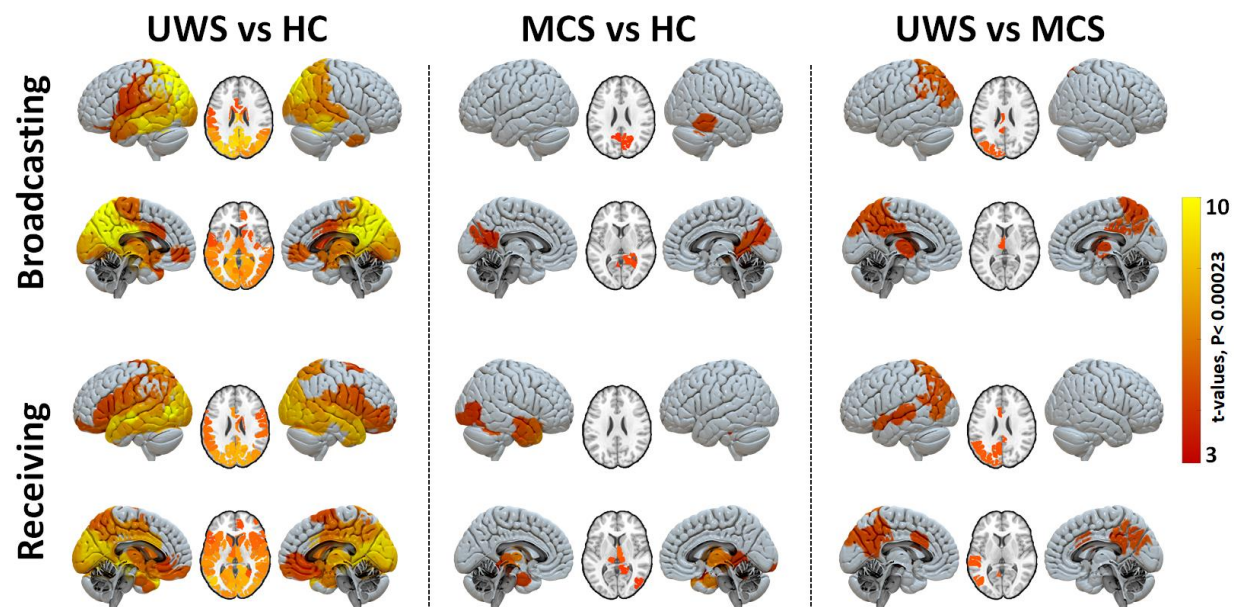 UWS vs HC
MCS vs HC
UWS vs MCS
Broadcasting
Receiving
10
t-values, P< 0.00023
3